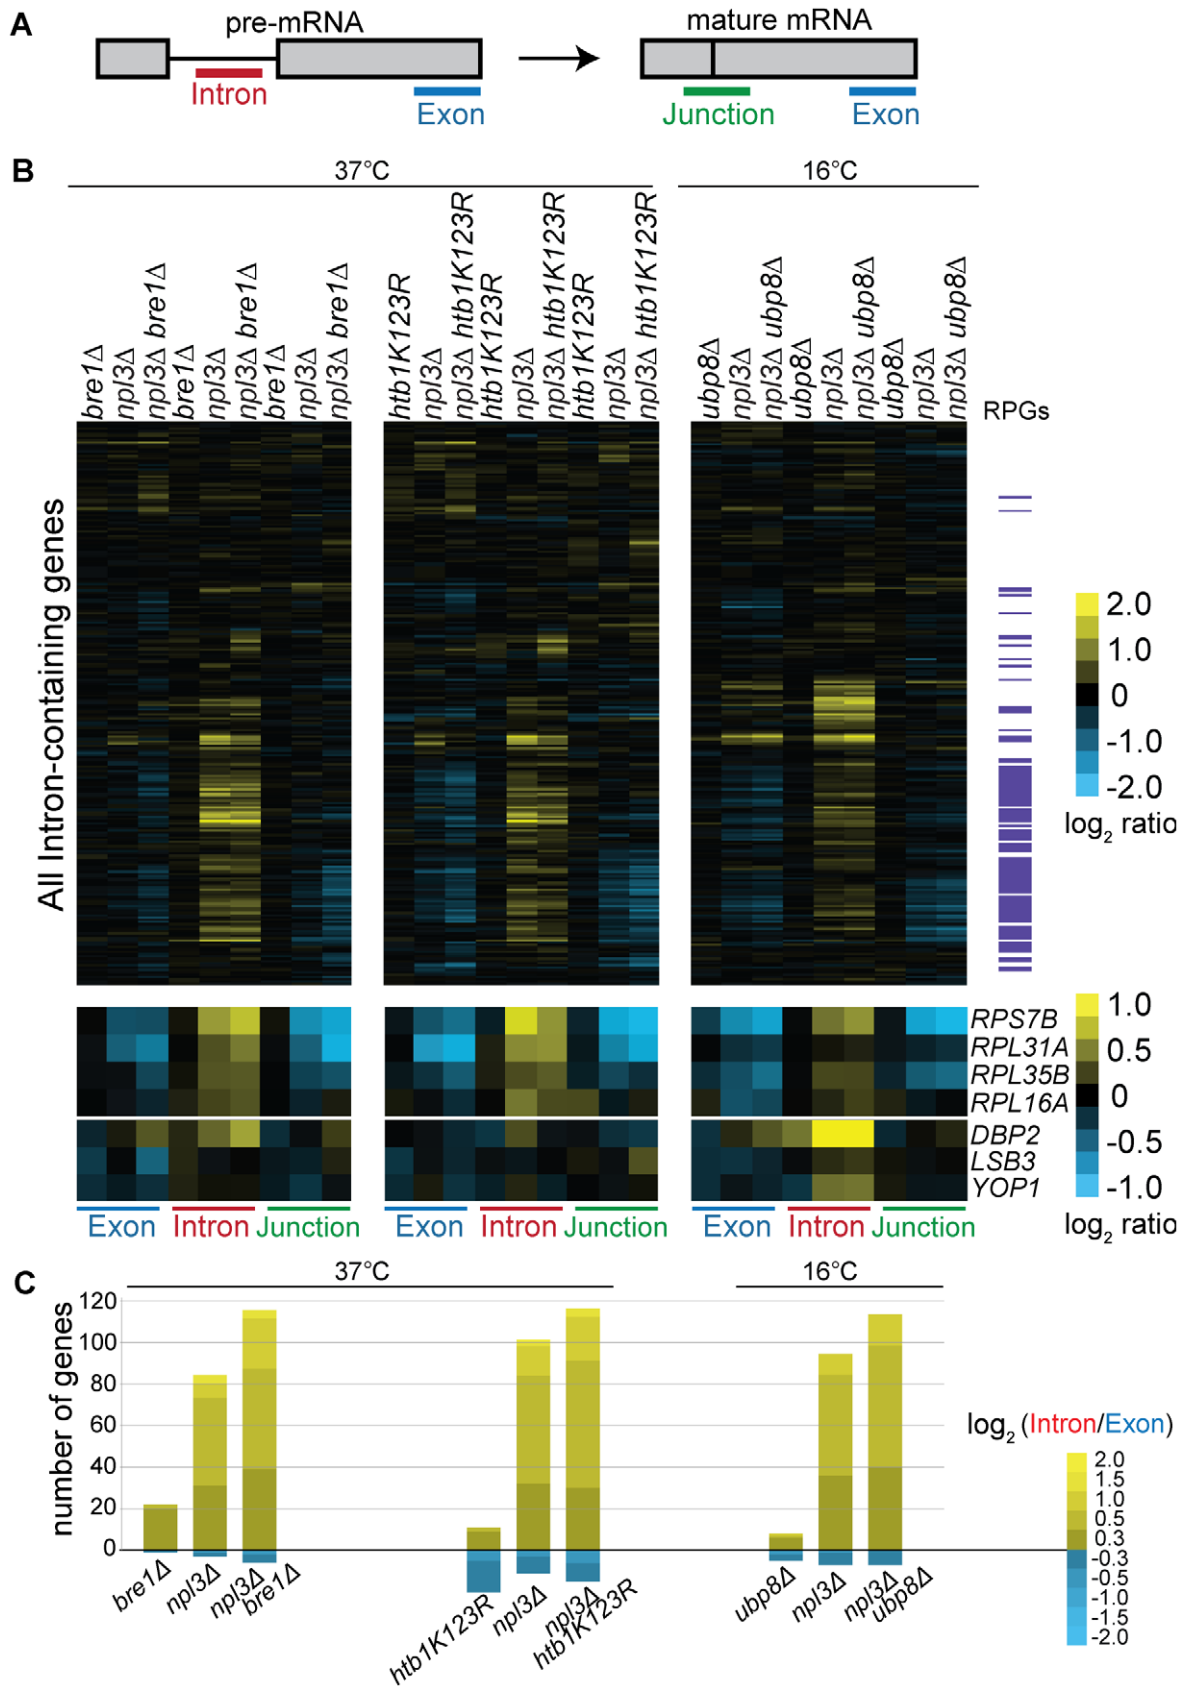 A
pre-mRNA
mature mRNA
Intron
Exon
Junction
Exon
B
37°C
16°C
bre1Δ
npl3Δ
npl3Δ bre1Δ
bre1Δ
npl3Δ
npl3Δ bre1Δ
bre1Δ
npl3Δ
npl3Δ bre1Δ
htb1K123R
npl3Δ
npl3Δ htb1K123R
htb1K123R
npl3Δ
npl3Δ htb1K123R
htb1K123R
npl3Δ
npl3Δ htb1K123R
ubp8Δ
npl3Δ
npl3Δ ubp8Δ
ubp8Δ
npl3Δ
npl3Δ ubp8Δ
ubp8Δ
npl3Δ
npl3Δ ubp8Δ
RPGs
All Intron-containing genes
2.0
1.0
0
-1.0
-2.0
log2 ratio
RPS7B
RPL31A
RPL35B
RPL16A
DBP2
LSB3
YOP1
1.0
0.5
0
-0.5
-1.0
log2 ratio
Exon Intron Junction
Exon Intron Junction
Exon Intron Junction
C
37°C
16°C
number of genes
120
100
80
60
40
20
0
bre1Δ
npl3Δ
npl3Δ
bre1Δ
htb1K123R
npl3Δ
npl3Δ
htb1K123R
ubp8Δ
npl3Δ
npl3Δ
ubp8Δ
log2 (Intron/Exon)
2.0
1.5
1.0
0.5
0.3
-0.3
-0.5
-1.0
-1.5
-2.0